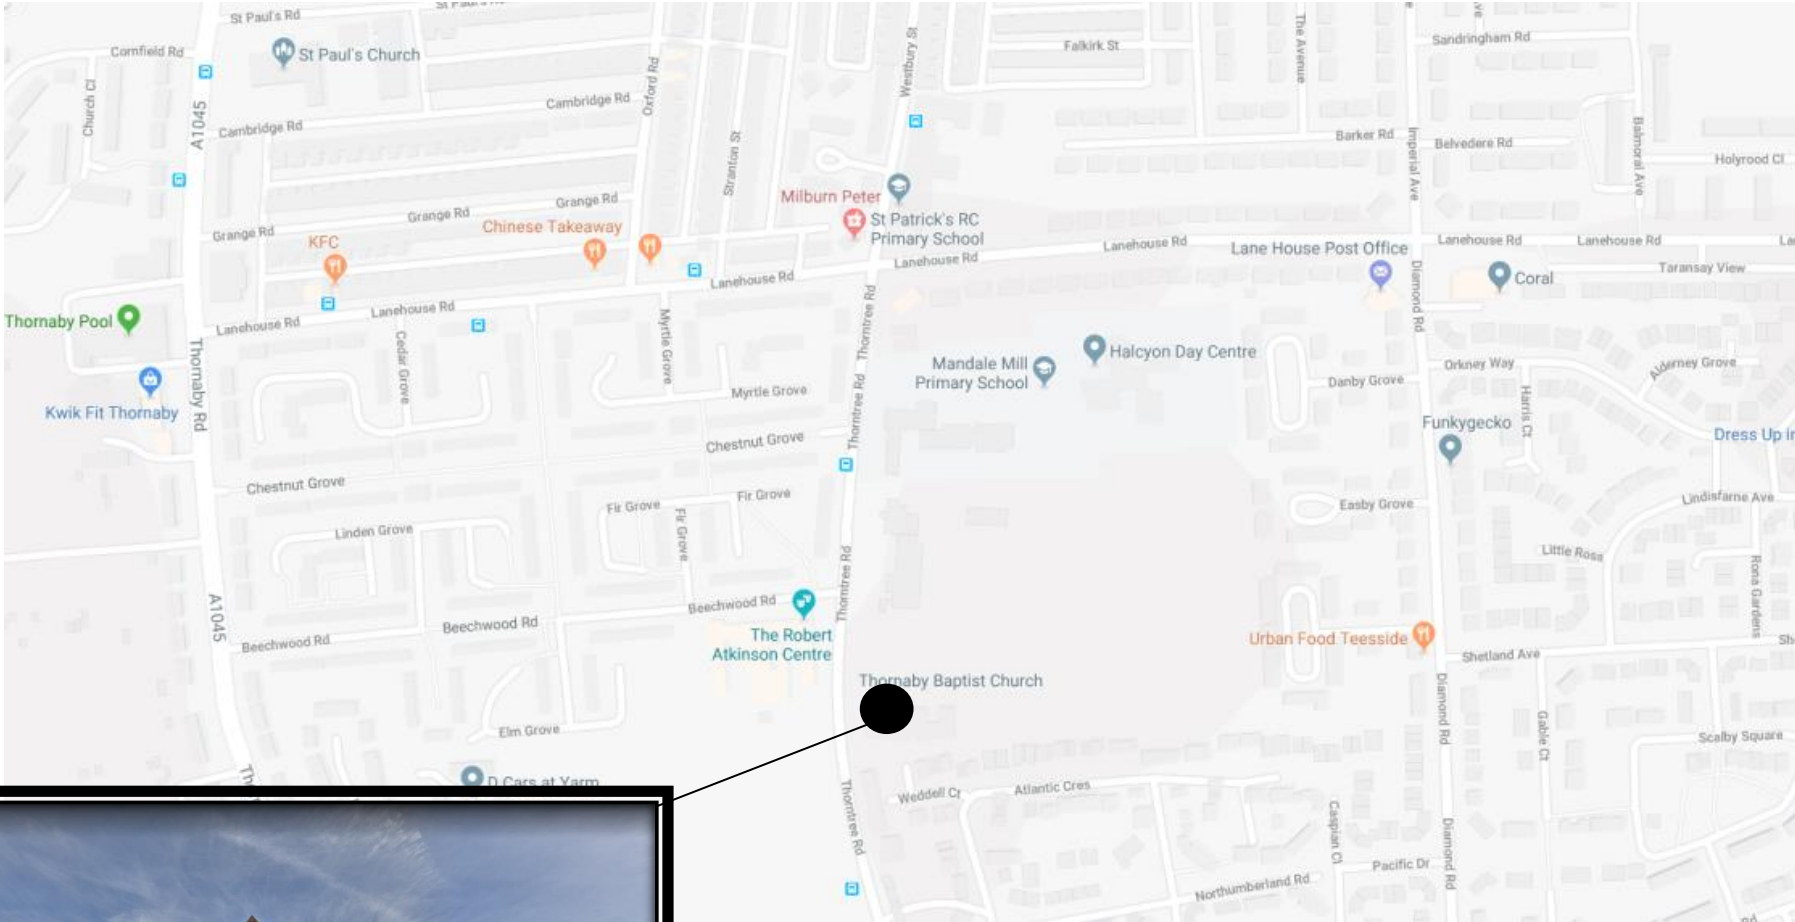 St Paul's Rd
Cornfield Rd
St Paul's Church
Church Cl
A1045
Cambridge Rd
Cambridge Rd
Oxford Rd
Stranton St
Westbury St
Falkirk St
The Avenue
Sandringham Rd
Barker Rd
Imperial Ave
Belvedere Rd
Balmoral Ave
Holyrood Cl
Grange Rd
Grange Rd
Grange Rd
KFC
Chinese Takeaway
Milburn Peter
St Patrick's RC
Primary School
Lanehouse Rd
Lanehouse Rd
Lanehouse Rd
Lanehouse Rd
Lanehouse Rd
Lane House Post Office
Lanehouse Rd
Lanehouse Rd
Coral
Taransay View
Thornaby Pool
Thornaby Rd
Kwik Fit Thornaby
Cedar Grove
Myrtle Grove
Myrtle Grove
Thorntree Rd
Thorntree Rd
Thorntree Rd
Mandale Mill
Primary School
Halcyon Day Centre
Diamond Rd
Danby Grove
Orkney Way
Alderney Grove
Harris Ct
Funkygecko
Dress Up
Chestnut Grove
Chestnut Grove
Fir Grove
Fir Grove
Fir Grove
Linden Grove
Easby Grove
Lindisfarne Ave
Little Ross
Rona Gardens
Thorntree Rd
A1045
Beechwood Rd
Beechwood Rd
Beechwood Rd
The Robert
Atkinson Centre
Urban Food Teesside
Shetland Ave
Thornaby Baptist Church
Diamond Rd
Gable Ct
Scalby Square
Elm Grove
D Cars at Yarm
Thorntree Rd
Weddell Ct
Atlantic Cres
Caspian Cl
Pacific Dr
Diamond Rd
Northumberland Rd